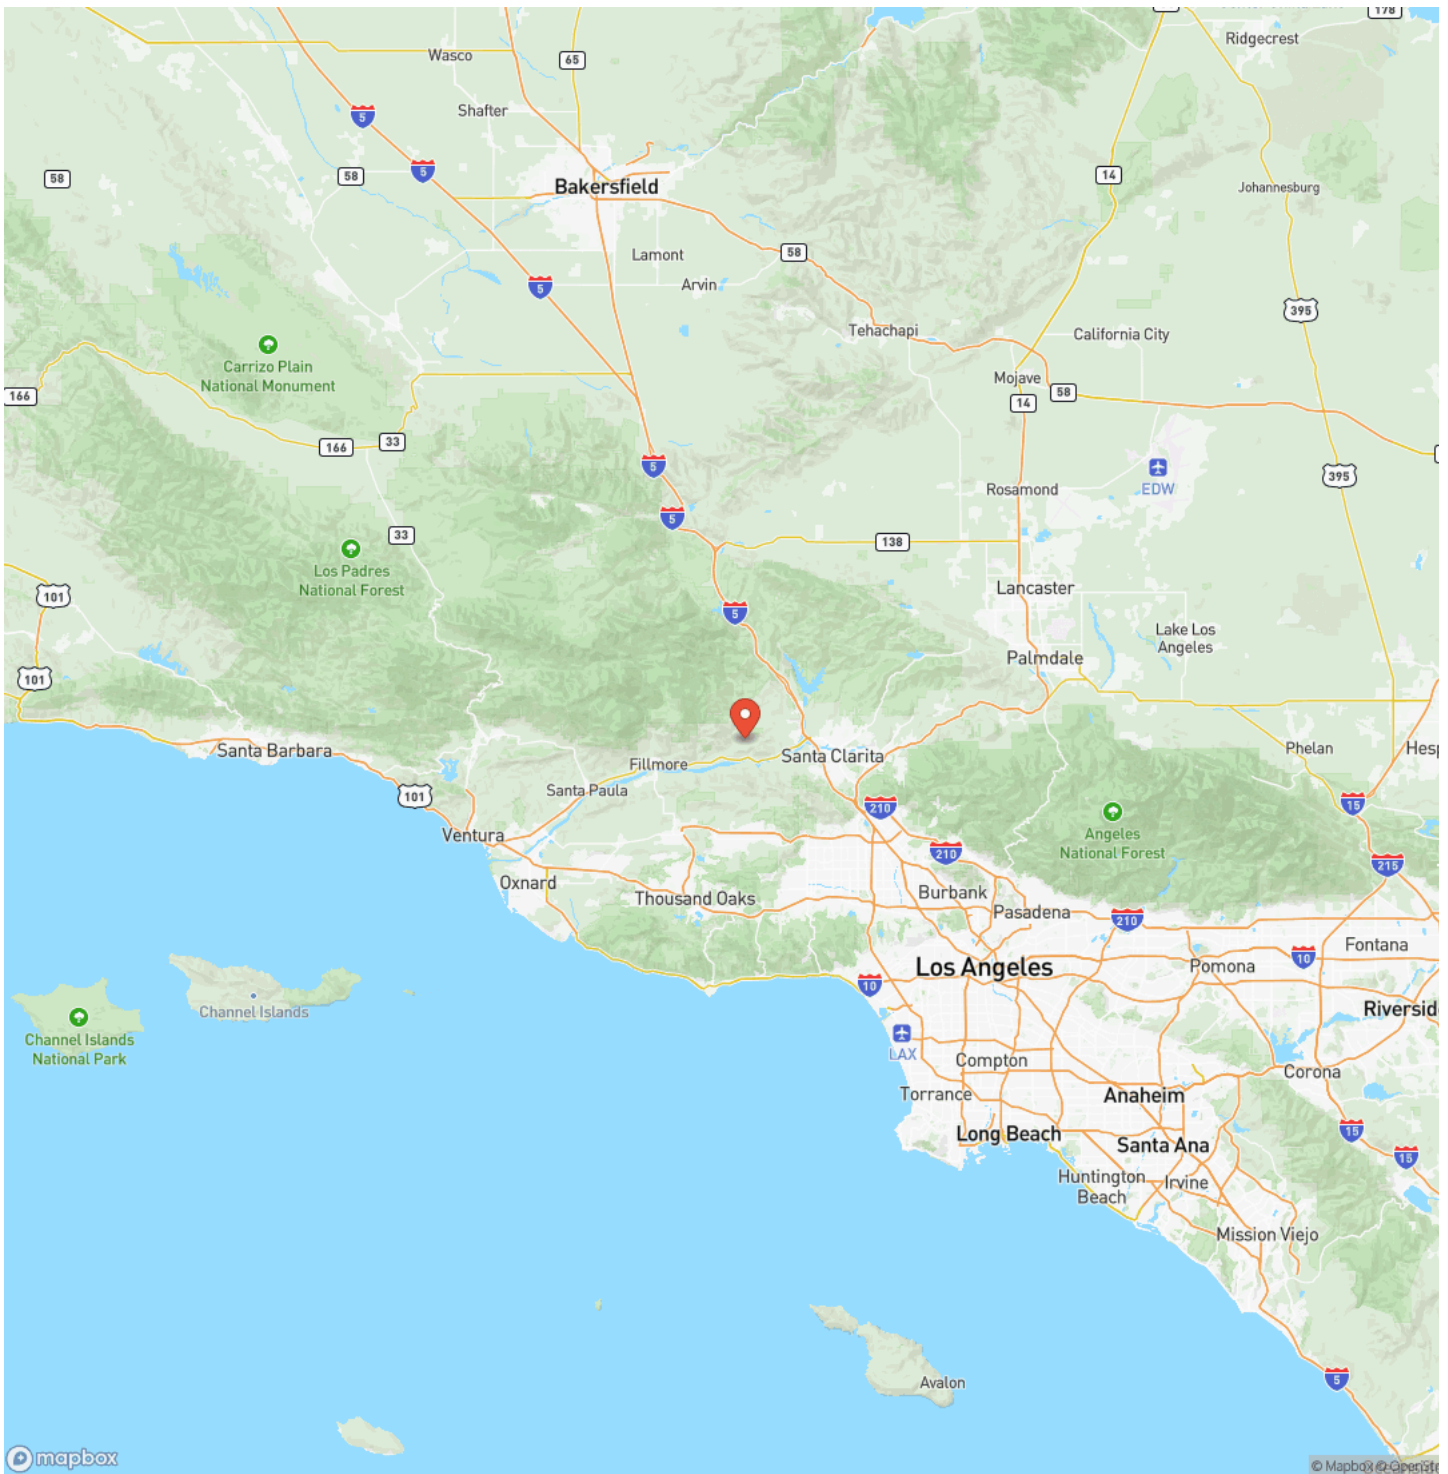 178
Ridgecrest
Wasco
65
Shafter
5
5
58
58
14
Johannesburg
Bakersfield
Lamont
58
Arvin
5
395
Tehachapi
California City
Carrizo Plain
National Monument
Mojave
58
14
166
166
33
5
395
EDW
Rosamond
5
33
138
Los Padres
National Forest
Lancaster
101
5
Lake Los
Angeles
Palmdale
101
Santa Barbara
Fillmore
Santa Clarita
Phelan
Hesp
Santa Paula
101
210
15
Ventura
Angeles
National Forest
210
215
Oxnard
Thousand Oaks
Burbank
Pasadena
210
Fontana
Los Angeles
Pomona
10
10
Channel Islands
Riverside
Channel Islands
National Park
LAX
Compton
Corona
Torrance
Anaheim
Long Beach
Santa Ana
15
15
Huntington
Beach
Irvine
Mission Viejo
Avalon
5
mapbox
© Mapbox © OpenStr